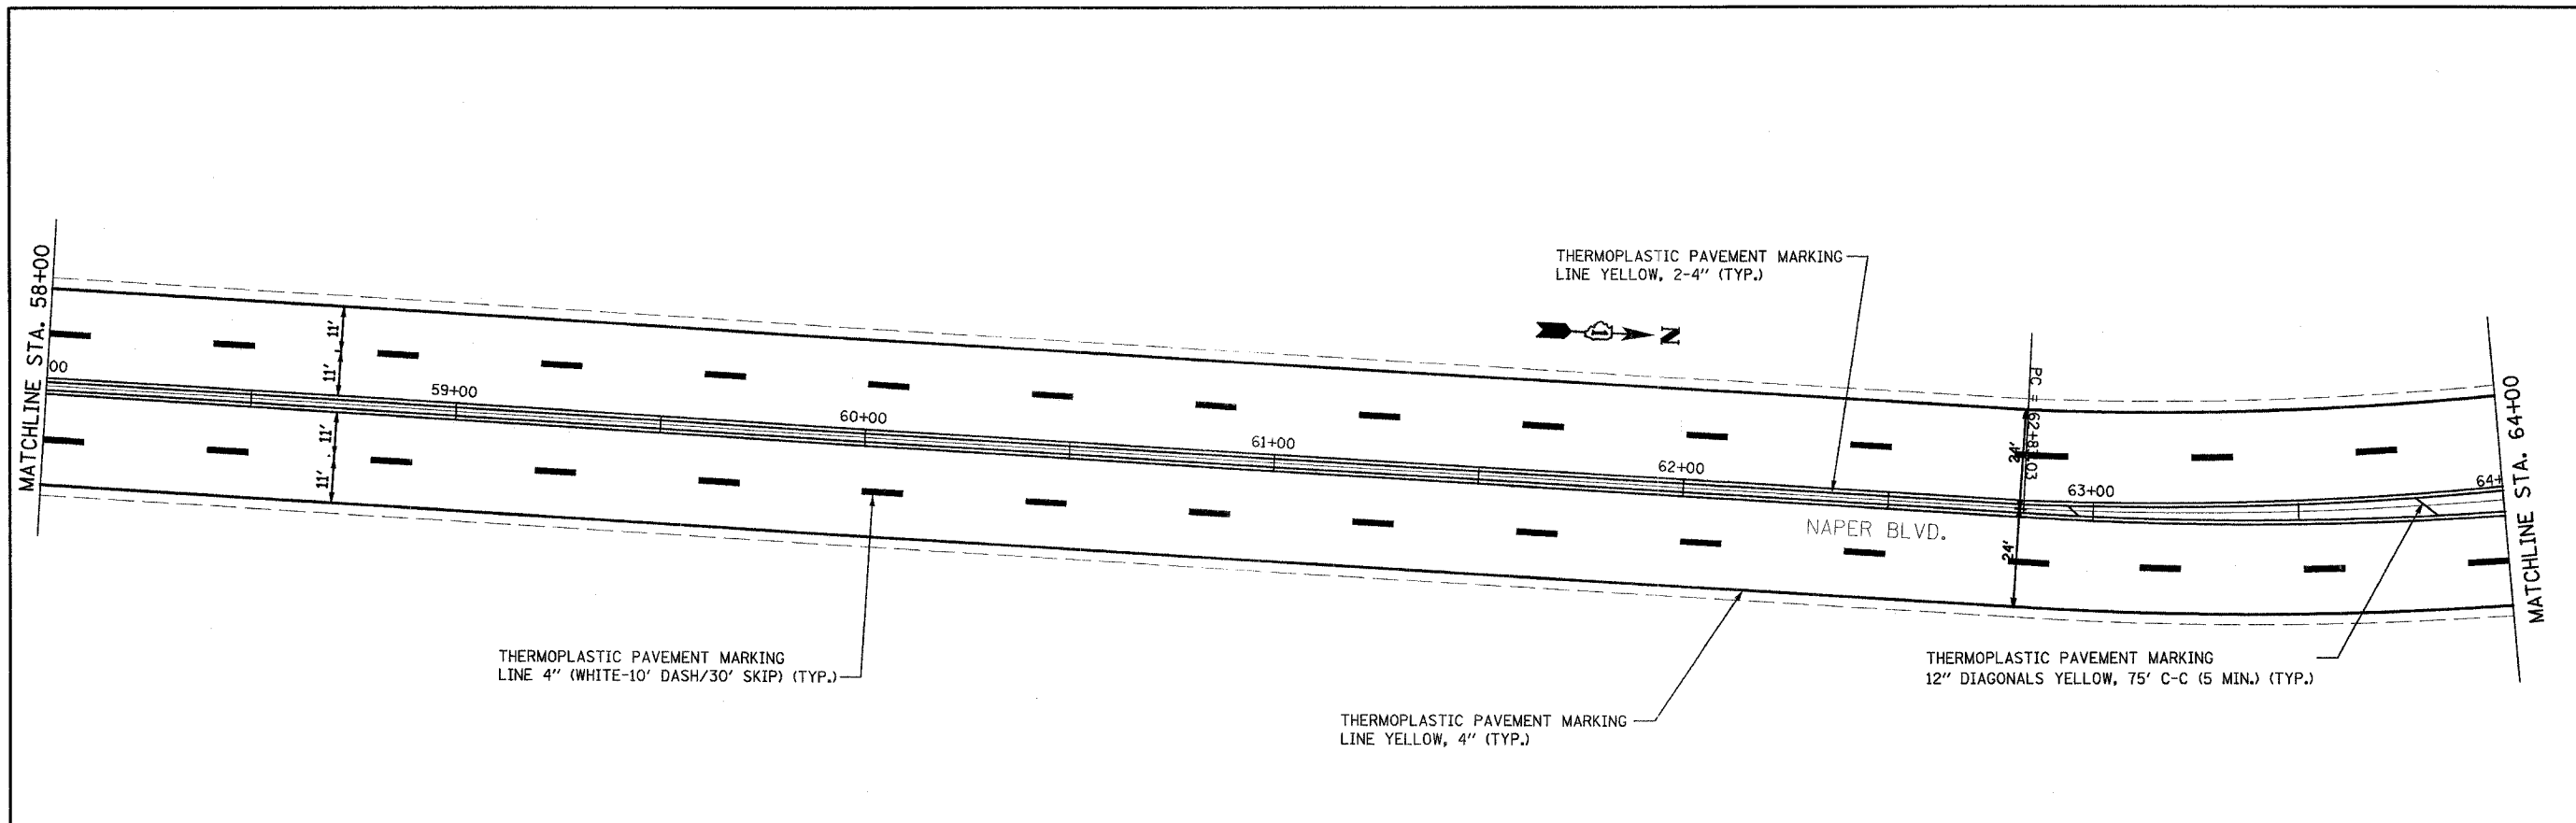 THERMOPLASTIC PAVEMENT MARKING
LINE YELLOW, 2-4" (TYP.)
N
MATCHLINE STA. 58+00
00
11'
11'
11'
11'
59+00
60+00
61+00
62+00
63+00
64+
24'
24'
NAPER BLVD.
MATCHLINE STA. 64+00
THERMOPLASTIC PAVEMENT MARKING
LINE 4" (WHITE-10' DASH/30' SKIP) (TYP.)
THERMOPLASTIC PAVEMENT MARKING
12" DIAGONALS YELLOW, 75' C-C (5 MIN.) (TYP.)
THERMOPLASTIC PAVEMENT MARKING
LINE YELLOW, 4" (TYP.)
PC =